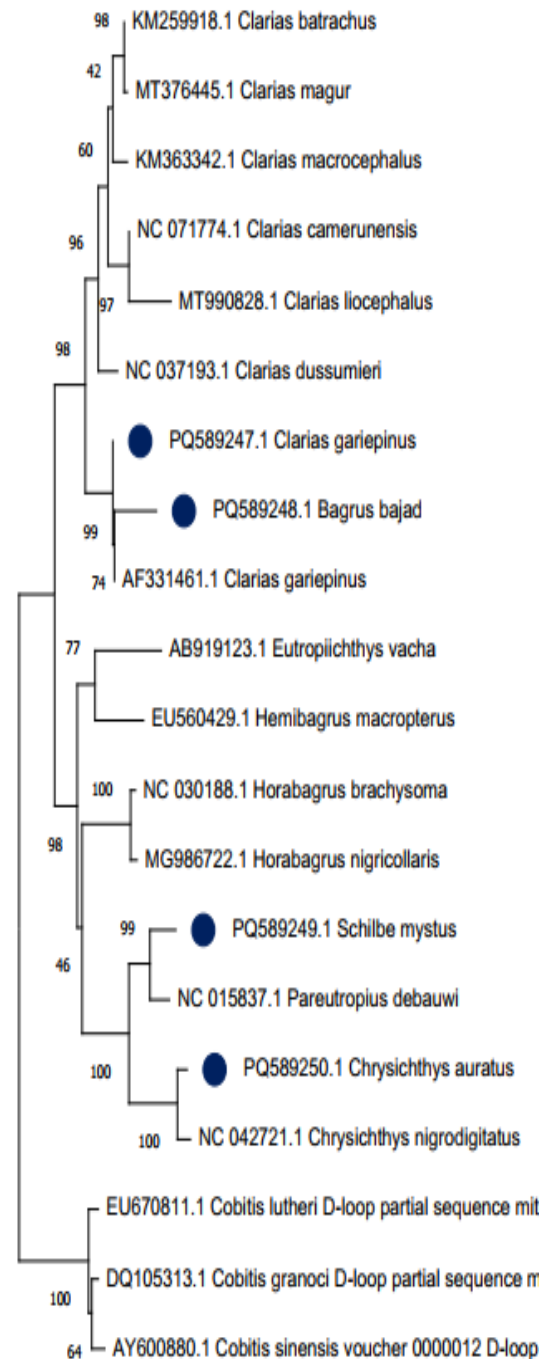 98 KM259918.1 Clarias batrachus
42
MT376445.1 Clarias magur
60
KM363342.1 Clarias macrocephalus
NC 071774.1 Clarias camerunensis
96
97 MT990828.1 Clarias liocephalus
98
NC 037193.1 Clarias dussumieri
PQ589247.1 Clarias gariepinus
PQ589248.1 Bagrus bajad
99
74 AF331461.1 Clarias gariepinus
77
AB919123.1 Eutropiichthys vacha
EU560429.1 Hemibagrus macropterus
100 NC 030188.1 Horabagrus brachysoma
98
MG986722.1 Horabagrus nigricollaris
99 PQ589249.1 Schilbe mystus
46
NC 015837.1 Pareutropius debauwi
100 PQ589250.1 Chrysichthys auratus
100 NC 042721.1 Chrysichthys nigrodigitatus
EU670811.1 Cobitis lutheri D-loop partial sequence mit
DQ105313.1 Cobitis granoci D-loop partial sequence m
100
64 AY600880.1 Cobitis sinensis voucher 0000012 D-loop